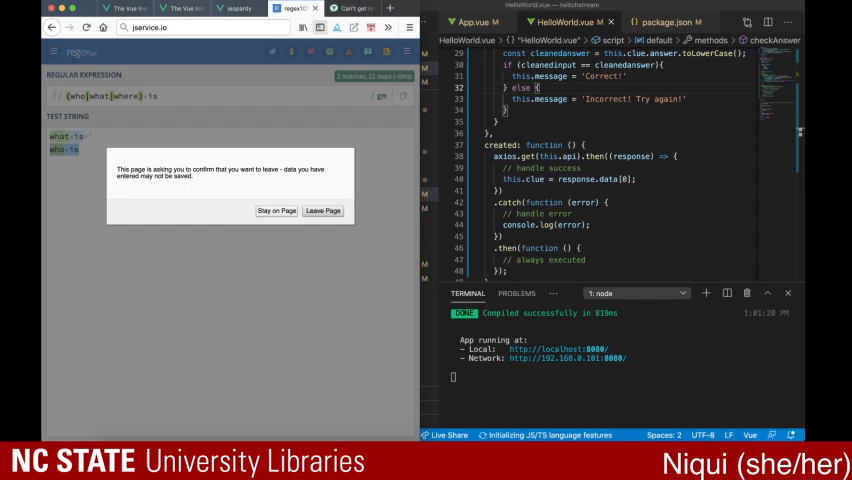 HelloWorld.vue — twitchstream
The Vue Ins
The Vue Ins
jeopardy
regex101
Can't get re
App.vue
HelloWorld.vue
package.json
jservice.io
HelloWorld.vue > "HelloWorld.vue" > script > default > methods > checkAnswer
REGULAR EXPRESSION
2 matches, 22 steps (~0ms)
(who|what|where) is
/ gm
TEST STRING
what is
who is
This page is asking you to confirm that you want to leave - data you have
entered may not be saved.
Stay on Page
Leave Page
29 const cleanedanswer = this.clue.answer.toLowerCase();
30 if (cleanedinput == cleanedanswer){
31 this.message = 'Correct!'
32 } else {
33 this.message = 'Incorrect! Try again!'
34 }
35 }
36 },
37 created: function () {
38 axios.get(this.api).then((response) => {
39 // handle success
40 this.clue = response.data[0];
41 })
42 .catch(function (error) {
43 // handle error
44 console.log(error);
45 })
46 .then(function () {
47 // always executed
48 });
TERMINAL PROBLEMS ··· 1: node
DONE Compiled successfully in 819ms 1:01:20 PM
App running at:
- Local: http://localhost:8080/
- Network: http://192.168.0.101:8080/
Live Share Initializing JS/TS language features Spaces: 2 UTF-8 LF Vue
NC STATE University Libraries
Niqui (she/her)